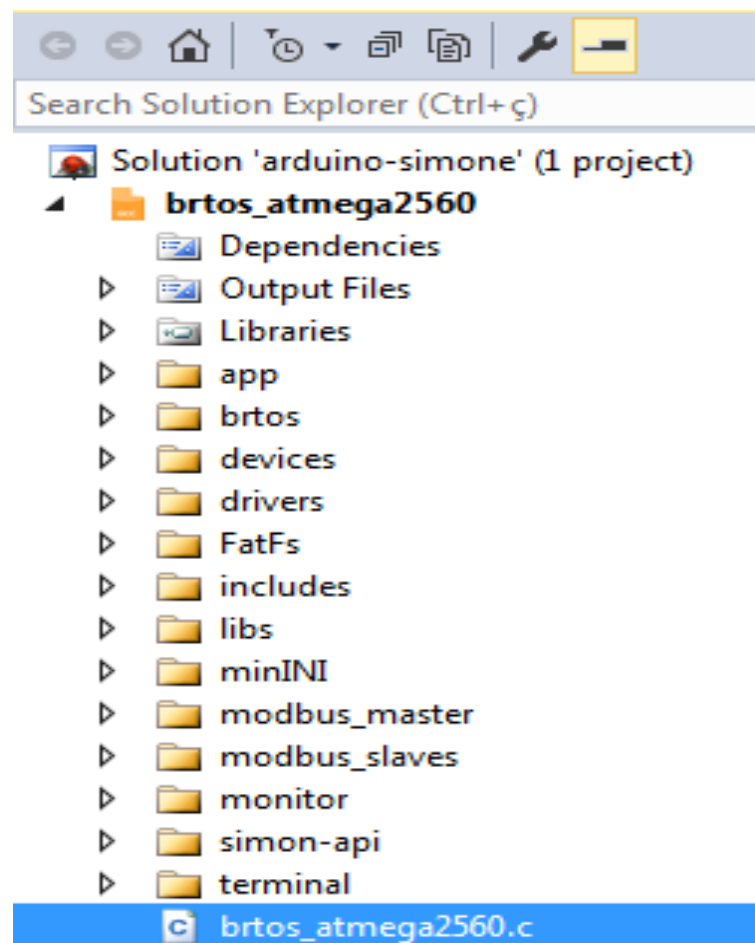 Search Solution Explorer (Ctrl+ç)
Solution 'arduino-simone' (1 project)
brtos_atmega2560
Dependencies
Output Files
Libraries
app
brtos
devices
drivers
FatFs
includes
libs
minINI
modbus_master
modbus_slaves
monitor
simon-api
terminal
brtos_atmega2560.c